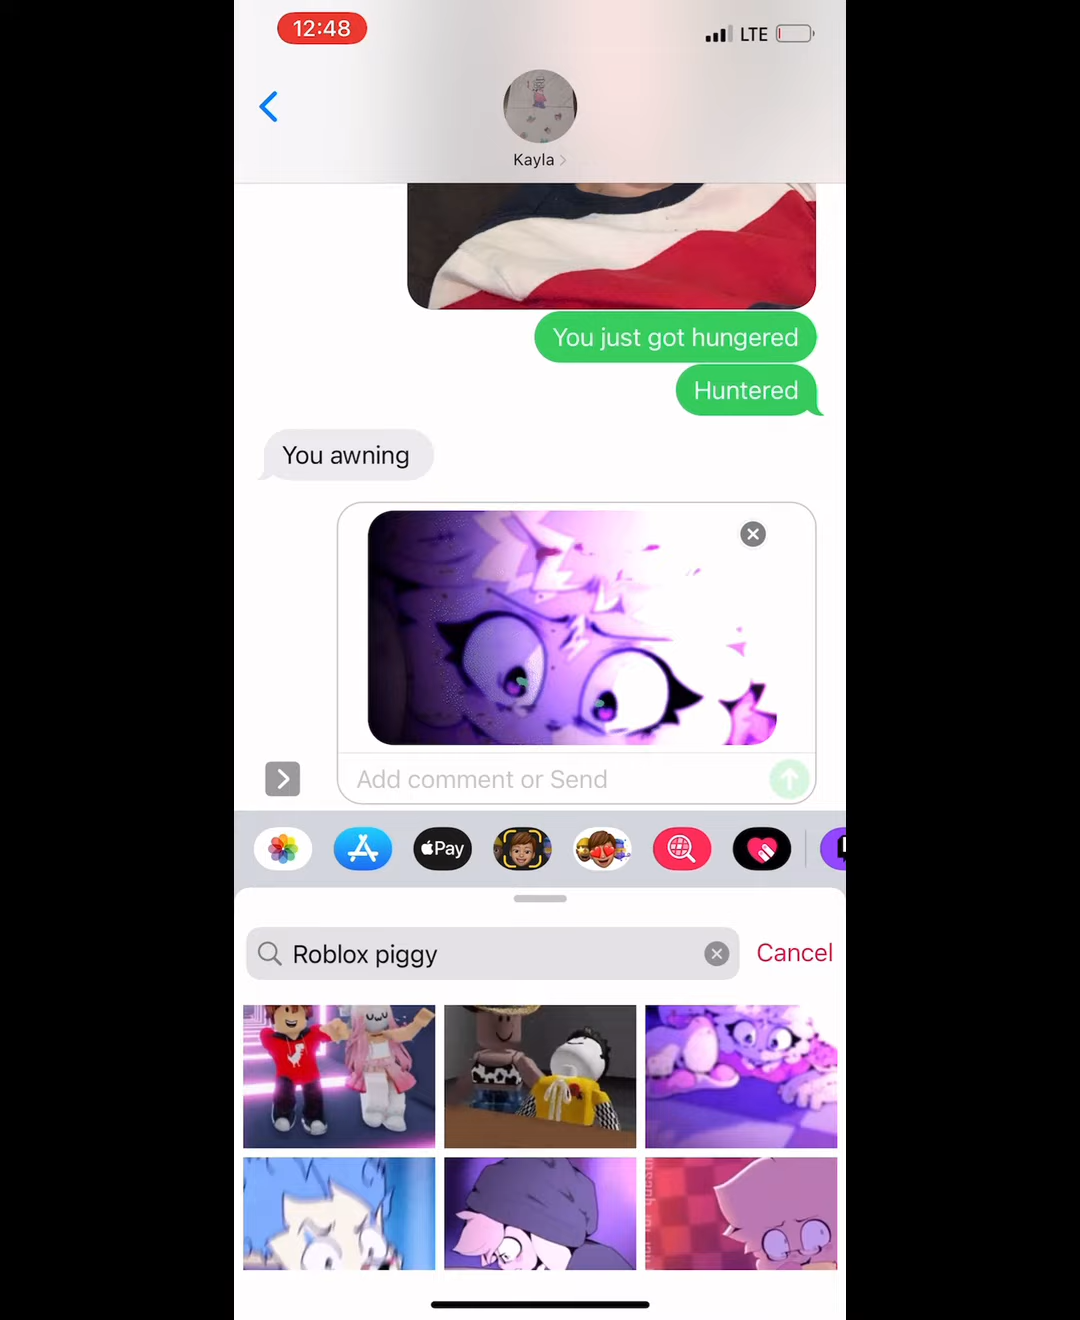 12:48
LTE
Kayla
You just got hungered
Huntered
You awning
Add comment or Send
Pay
Roblox piggy
Cancel